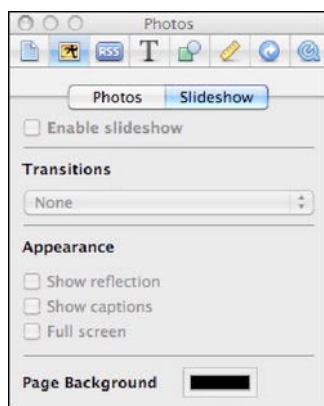 Photos
RSS T
Photos Slideshow
Enable slideshow
Transitions
None
Appearance
Show reflection
Show captions
Full screen
Page Background